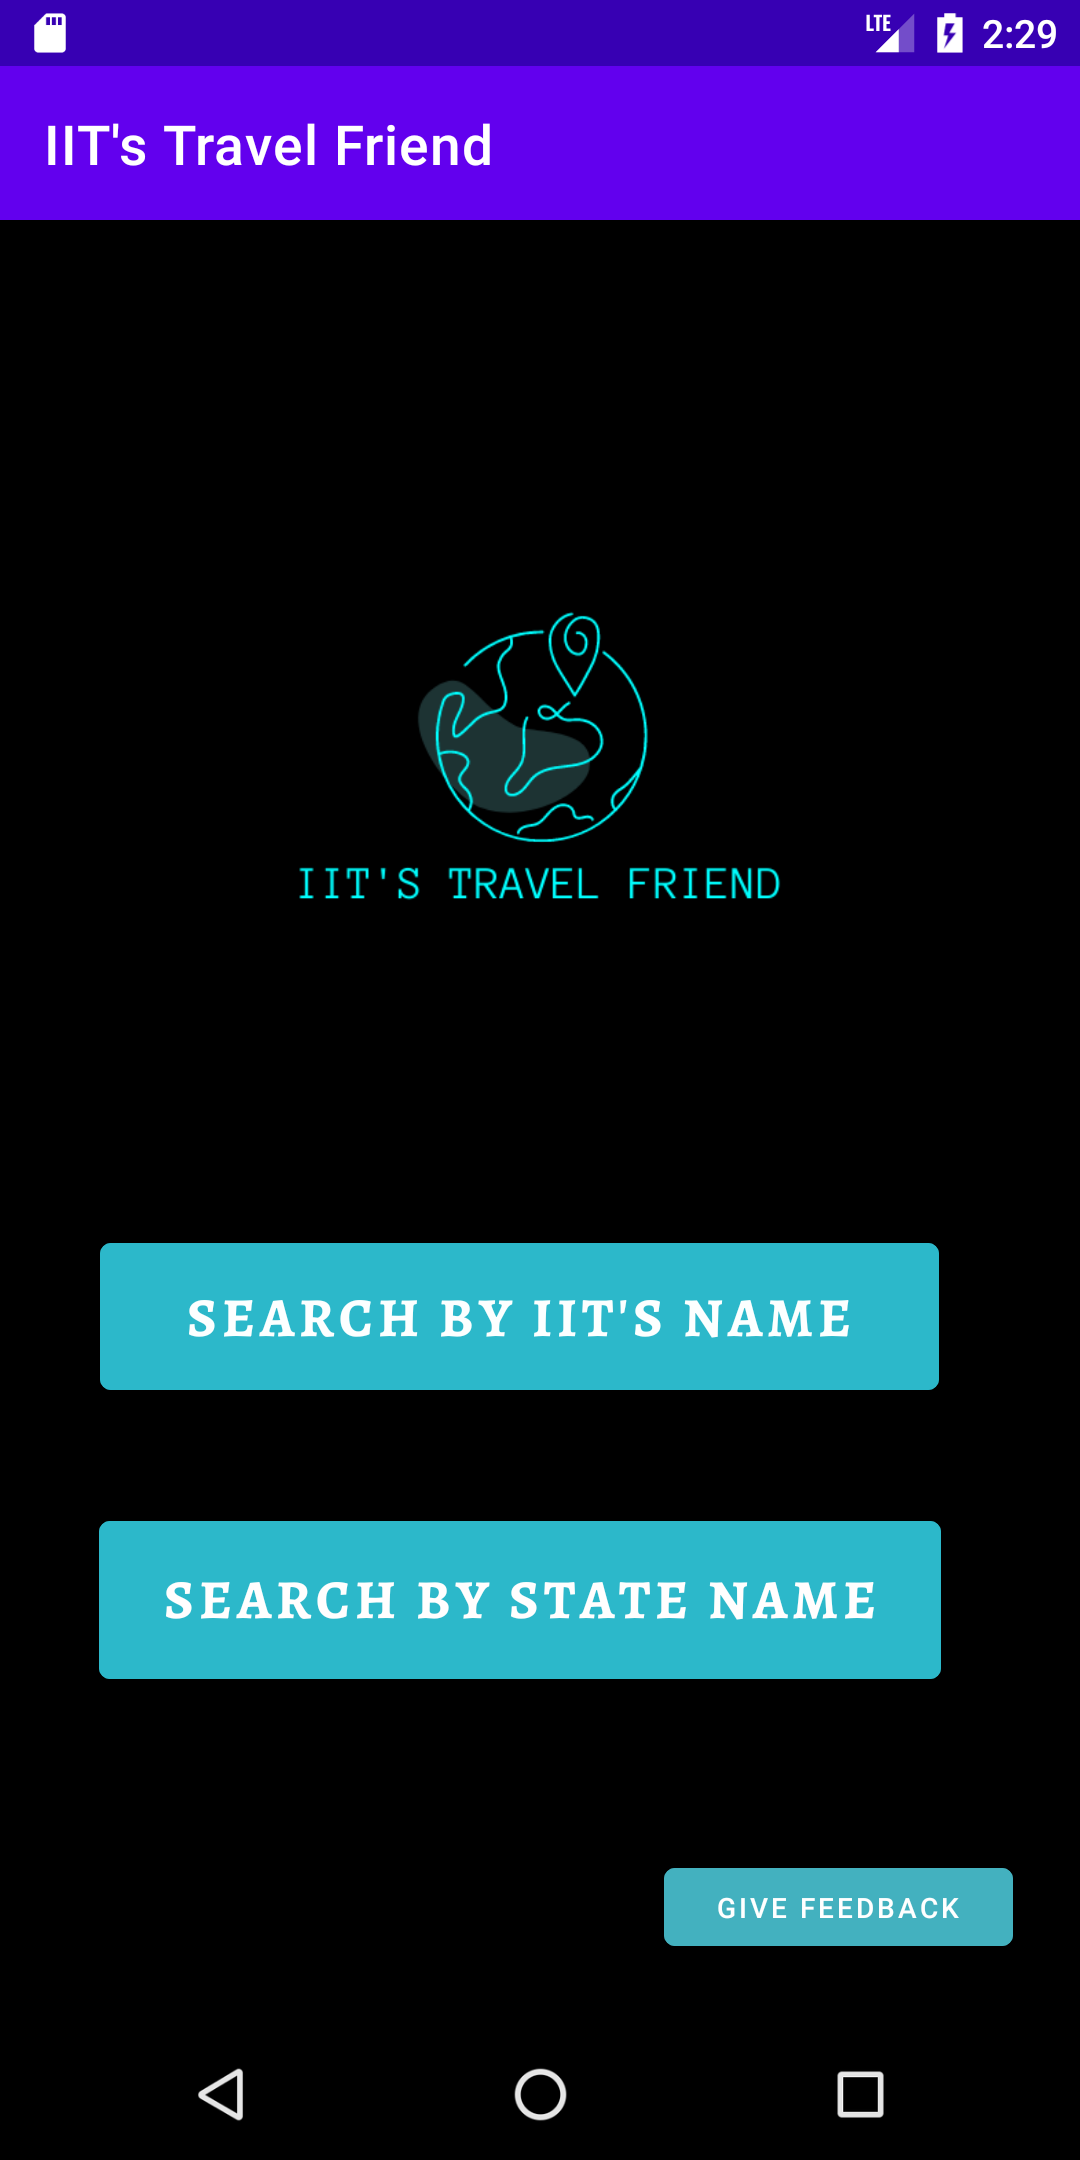 LTE 2:29
IIT's Travel Friend
IIT'S TRAVEL FRIEND
SEARCH BY IIT'S NAME
SEARCH BY STATE NAME
GIVE FEEDBACK